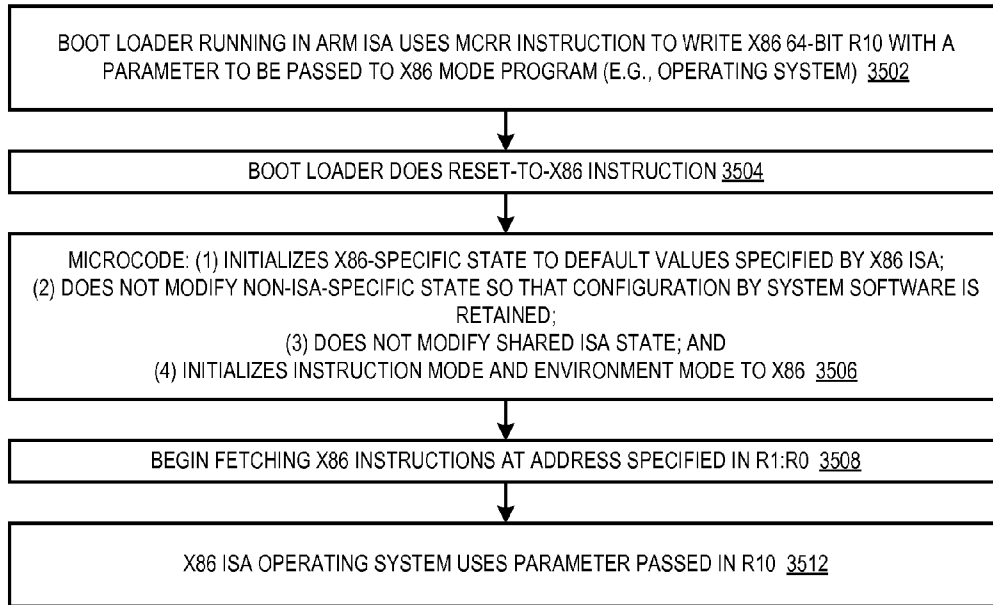 BOOT LOADER RUNNING IN ARM ISA USES MCRR INSTRUCTION TO WRITE X86 64-BIT R10 WITH A
PARAMETER TO BE PASSED TO X86 MODE PROGRAM (E.G., OPERATING SYSTEM) 3502
BOOT LOADER DOES RESET-TO-X86 INSTRUCTION 3504
MICROCODE: (1) INITIALIZES X86-SPECIFIC STATE TO DEFAULT VALUES SPECIFIED BY X86 ISA;
(2) DOES NOT MODIFY NON-ISA-SPECIFIC STATE SO THAT CONFIGURATION BY SYSTEM SOFTWARE IS
RETAINED;
(3) DOES NOT MODIFY SHARED ISA STATE; AND
(4) INITIALIZES INSTRUCTION MODE AND ENVIRONMENT MODE TO X86 3506
BEGIN FETCHING X86 INSTRUCTIONS AT ADDRESS SPECIFIED IN R1:R0 3508
X86 ISA OPERATING SYSTEM USES PARAMETER PASSED IN R10 3512